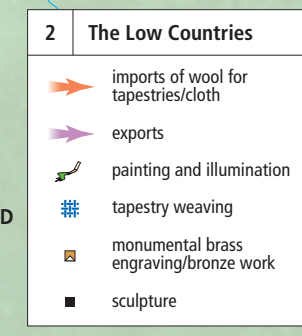 2 The Low Countries
imports of wool for
tapestries/cloth
exports
painting and illumination
D
tapestry weaving
monumental brass
engraving/bronze work
sculpture